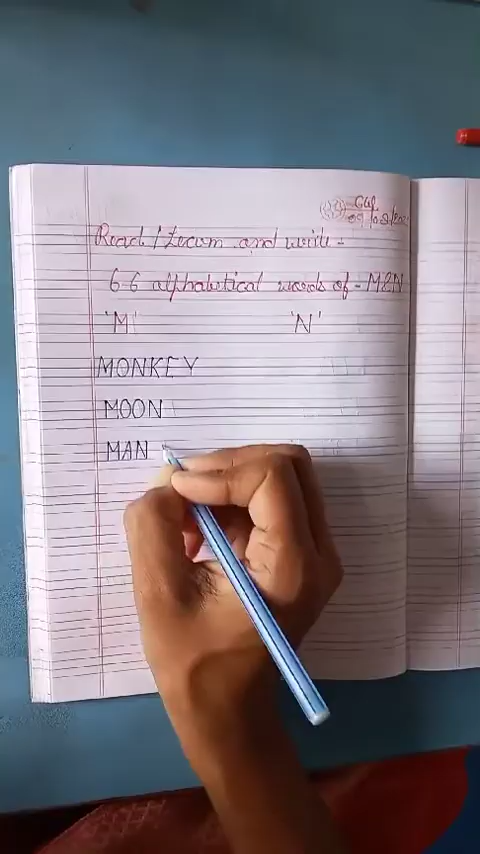 G.W
Read / Learn and write -
6-6 alphabetical words of - M&N
'M' 'N'
MONKEY
MOON
MAN